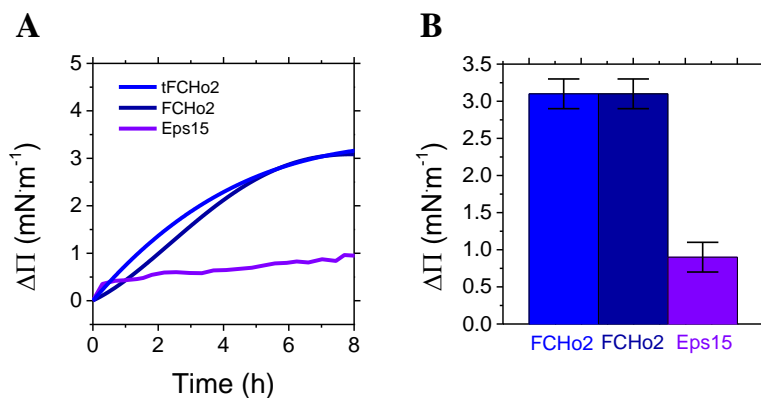 A
B
ΔΠ (mN·m⁻¹)
5
4
3
2
1
0
tFCHo2
FCHo2
Eps15
0 2 4 6 8
Time (h)
ΔΠ (mN·m⁻¹)
3.5
3.0
2.5
2.0
1.5
1.0
0.5
0.0
FCHo2 FCHo2 Eps15